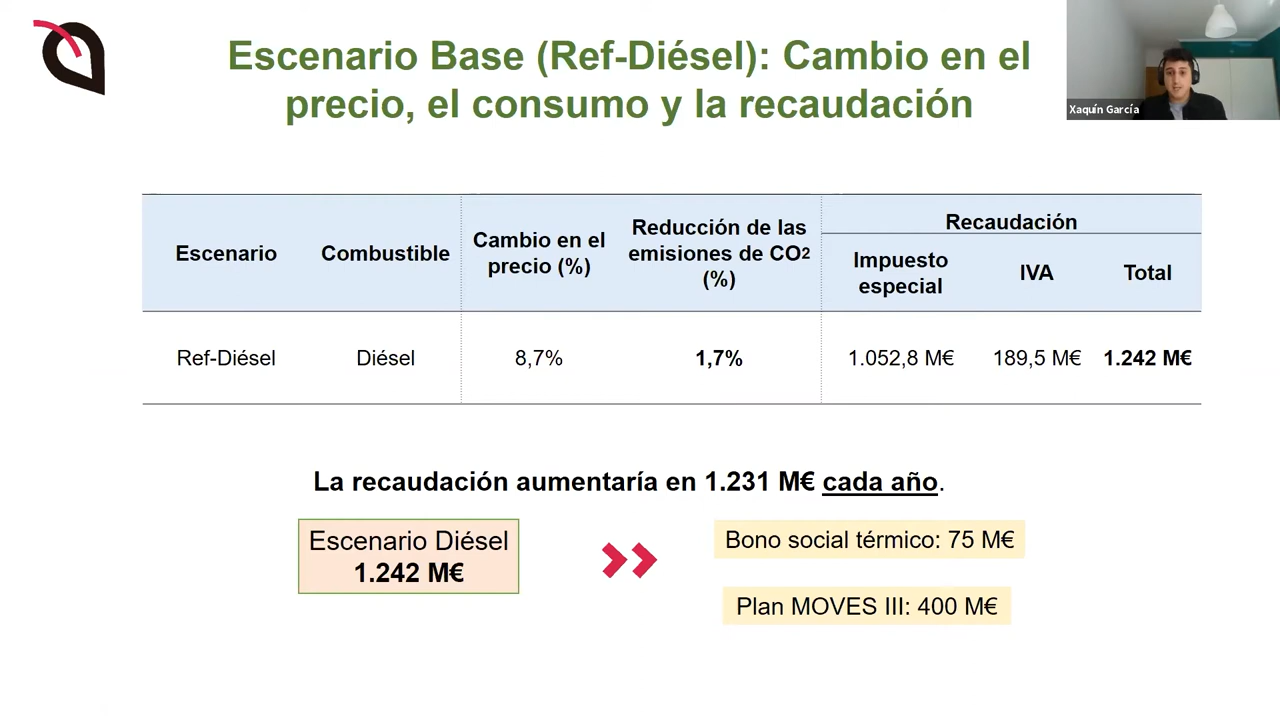 Escenario Base (Ref-Diésel): Cambio en el
precio, el consumo y la recaudación
Xaquín García
Escenario
Combustible
Cambio en el
precio (%)
Reducción de las
emisiones de CO2
(%)
Recaudación
Impuesto
especial
IVA
Total
Ref-Diésel
Diésel
8,7%
1,7%
1.052,8 M€
189,5 M€
1.242 M€
La recaudación aumentaría en 1.231 M€ cada año.
Escenario Diésel
1.242 M€
Bono social térmico: 75 M€
Plan MOVES III: 400 M€